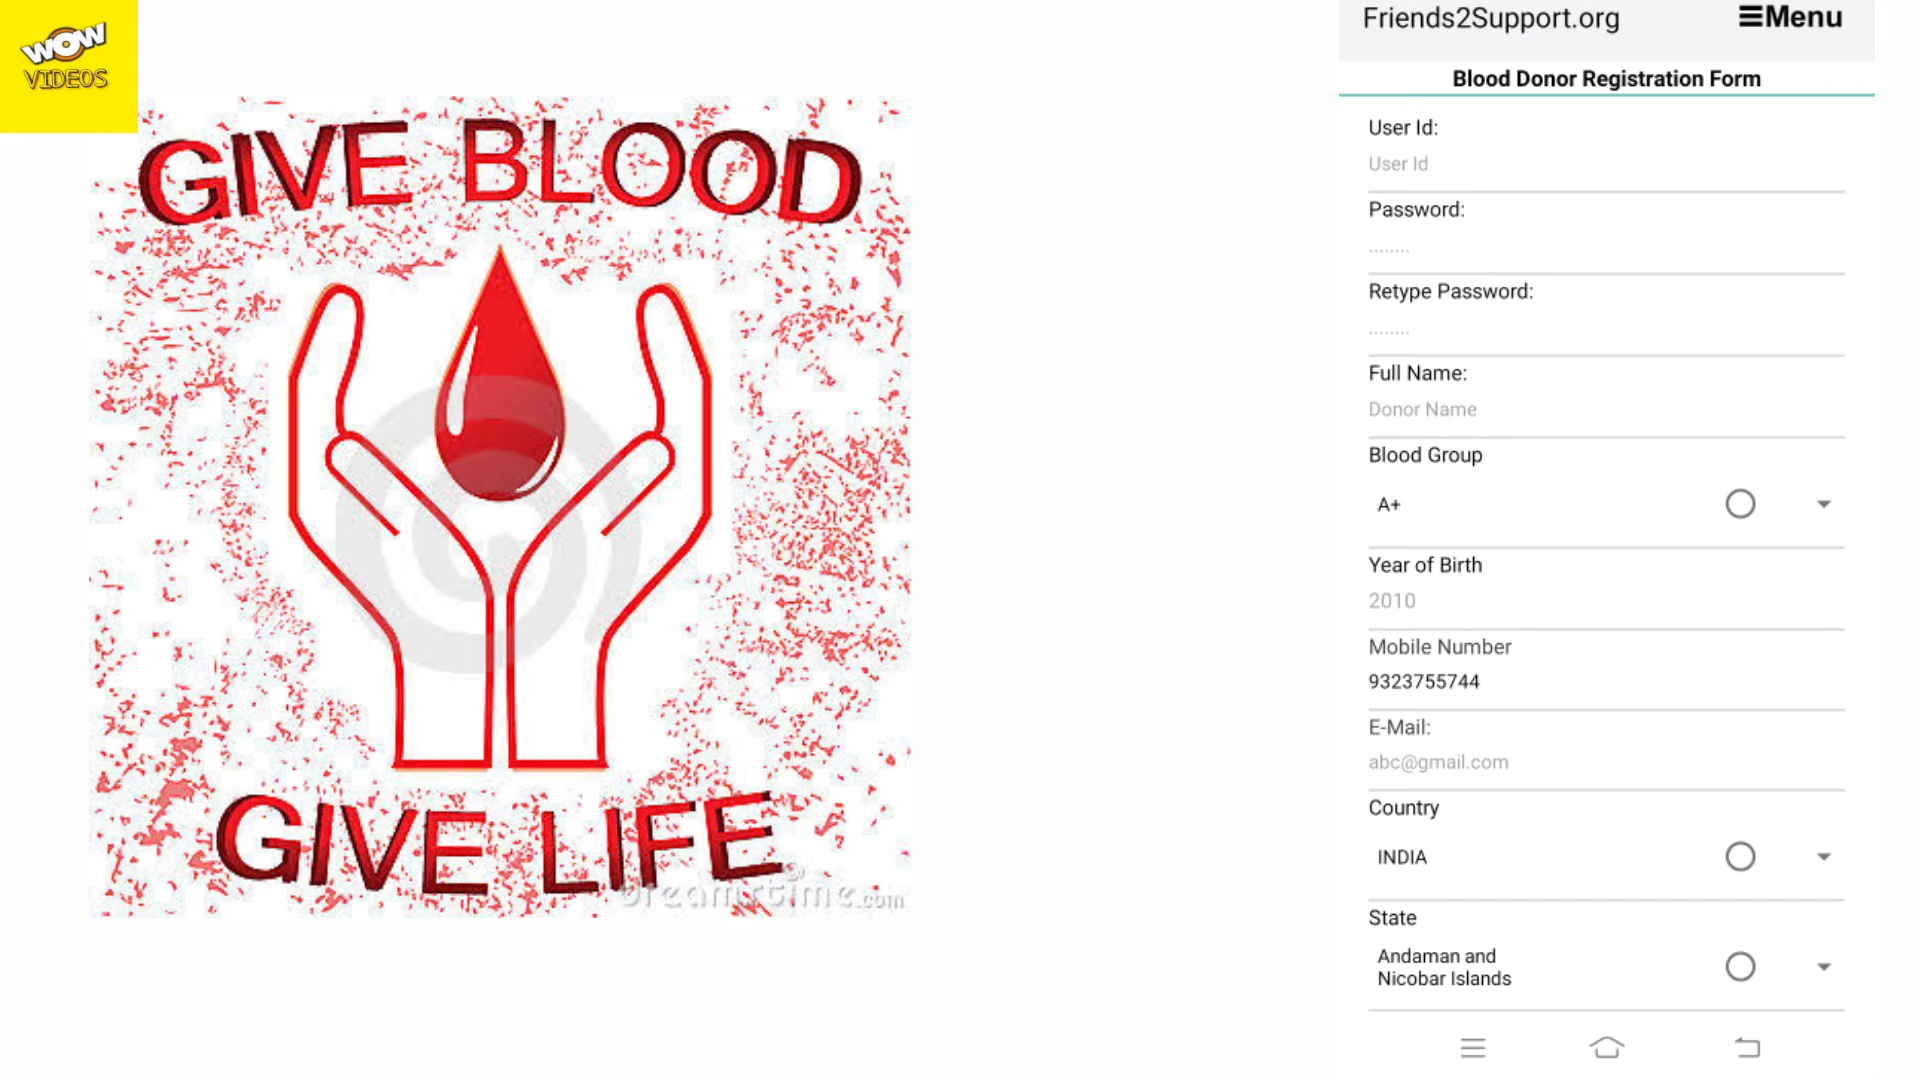 WOW
VIDEOS
GIVE BLOOD
GIVE LIFE
dreamstime.com
Friends2Support.org
☰Menu
Blood Donor Registration Form
User Id:
User Id
Password:
........
Retype Password:
........
Full Name:
Donor Name
Blood Group
A+
Year of Birth
2010
Mobile Number
9323755744
E-Mail:
abc@gmail.com
Country
INDIA
State
Andaman and
Nicobar Islands